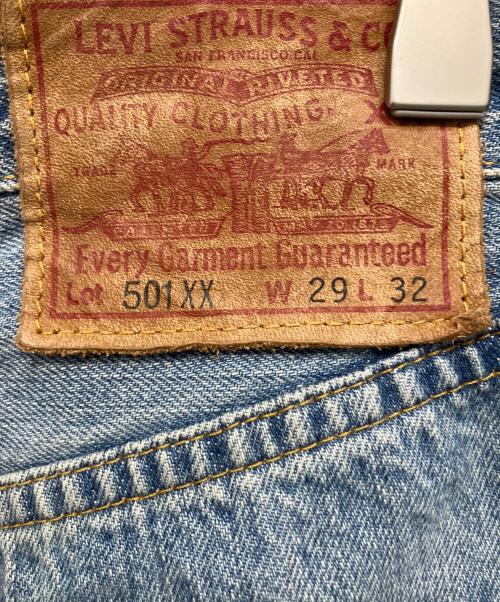 LEVI STRAUSS & CO
SAN FRANCISCO CAL
ORIGINAL RIVETED
QUALITY CLOTHING
TRADE MARK
Every Garment Guaranteed
Lot 501XX W 29 L 32